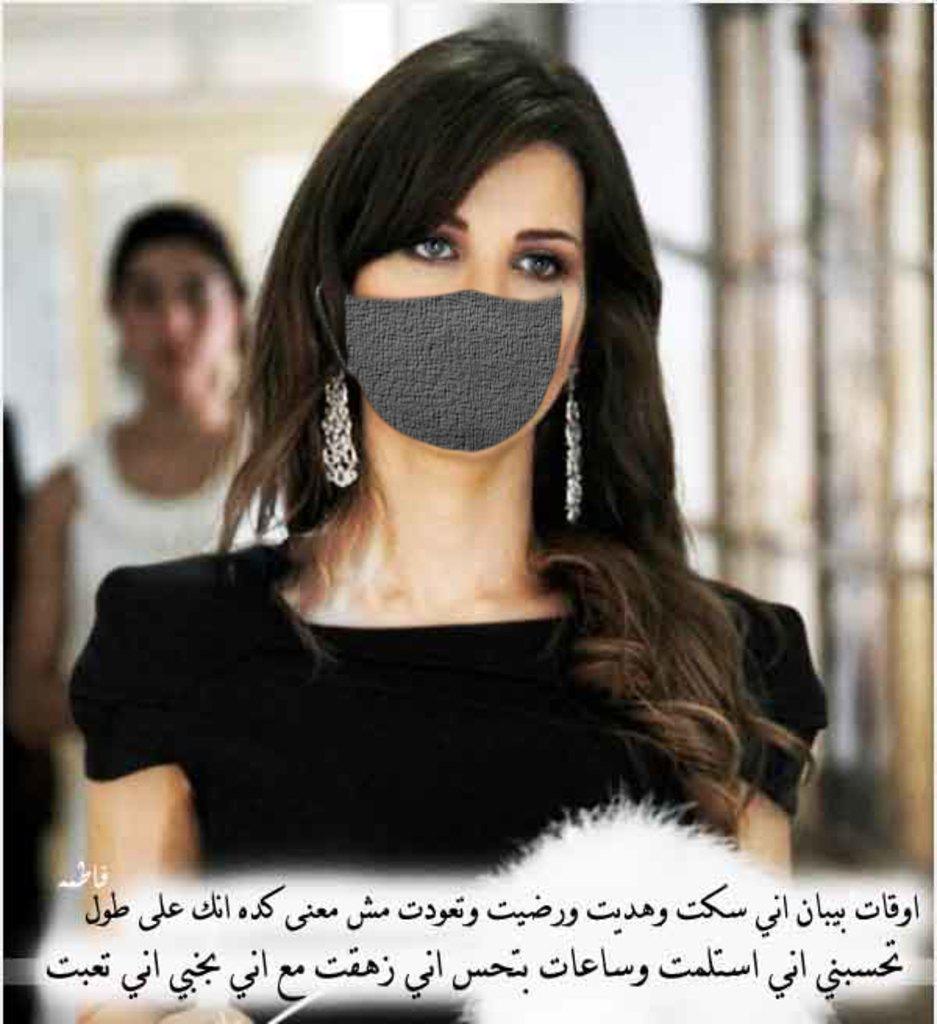 فاطمه
اوقات بيبان اني سكت وهديت ورضيت وتعودت مش معنى كده انك على طول
تحسبني اني استلمت وساعات بتحس اني زهقت مع اني بخبي اني تعبت